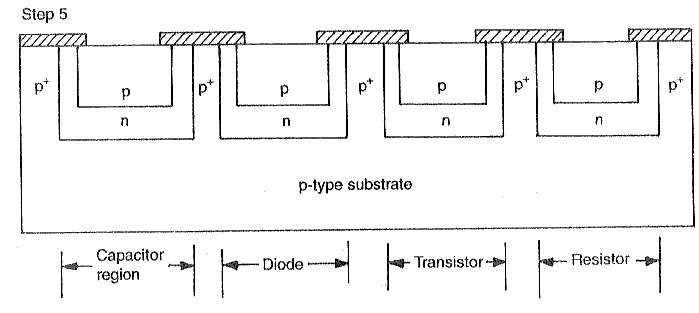 Step 5
p+ p p+ p p+ p p+ p p+
n n n n
p-type substrate
Capacitor region
Diode
Transistor
Resistor